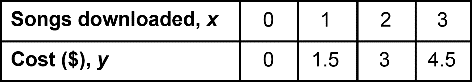 Songs downloaded, x 0 1 2 3
Cost ($), y 0 1.5 3 4.5